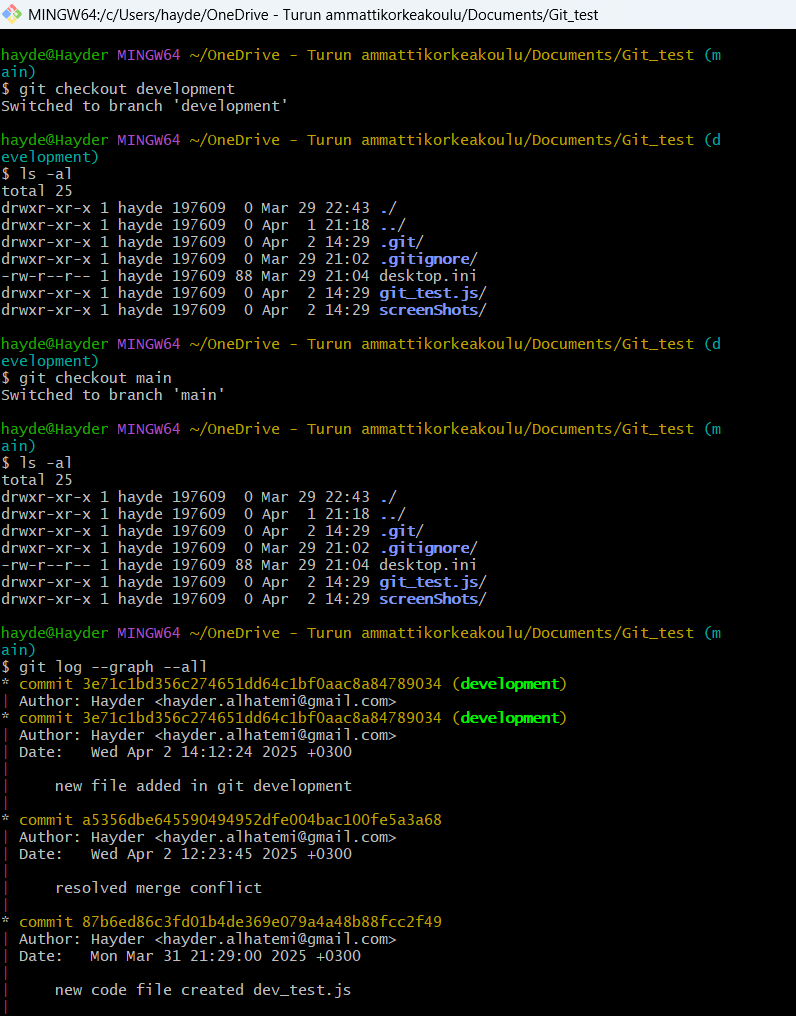 MINGW64:/c/Users/hayde/OneDrive - Turun ammattikorkeakoulu/Documents/Git_test
hayde@Hayder MINGW64 ~/OneDrive - Turun ammattikorkeakoulu/Documents/Git_test (m
ain)
$ git checkout development
Switched to branch 'development'
hayde@Hayder MINGW64 ~/OneDrive - Turun ammattikorkeakoulu/Documents/Git_test (d
evelopment)
$ ls -al
total 25
drwxr-xr-x 1 hayde 197609  0 Mar 29 22:43 ./
drwxr-xr-x 1 hayde 197609  0 Apr  1 21:18 ../
drwxr-xr-x 1 hayde 197609  0 Apr  2 14:29 .git/
drwxr-xr-x 1 hayde 197609  0 Mar 29 21:02 .gitignore/
-rw-r--r-- 1 hayde 197609 88 Mar 29 21:04 desktop.ini
drwxr-xr-x 1 hayde 197609  0 Apr  2 14:29 git_test.js/
drwxr-xr-x 1 hayde 197609  0 Apr  2 14:29 screenShots/
hayde@Hayder MINGW64 ~/OneDrive - Turun ammattikorkeakoulu/Documents/Git_test (d
evelopment)
$ git checkout main
Switched to branch 'main'
hayde@Hayder MINGW64 ~/OneDrive - Turun ammattikorkeakoulu/Documents/Git_test (m
ain)
$ ls -al
total 25
drwxr-xr-x 1 hayde 197609  0 Mar 29 22:43 ./
drwxr-xr-x 1 hayde 197609  0 Apr  1 21:18 ../
drwxr-xr-x 1 hayde 197609  0 Apr  2 14:29 .git/
drwxr-xr-x 1 hayde 197609  0 Mar 29 21:02 .gitignore/
-rw-r--r-- 1 hayde 197609 88 Mar 29 21:04 desktop.ini
drwxr-xr-x 1 hayde 197609  0 Apr  2 14:29 git_test.js/
drwxr-xr-x 1 hayde 197609  0 Apr  2 14:29 screenShots/
hayde@Hayder MINGW64 ~/OneDrive - Turun ammattikorkeakoulu/Documents/Git_test (m
ain)
$ git log --graph --all
* commit 3e71c1bd356c274651dd64c1bf0aac8a84789034 (development)
| Author: Hayder <hayder.alhatemi@gmail.com>
* commit 3e71c1bd356c274651dd64c1bf0aac8a84789034 (development)
| Author: Hayder <hayder.alhatemi@gmail.com>
| Date:   Wed Apr 2 14:12:24 2025 +0300
|
|     new file added in git development
|
* commit a5356dbe645590494952dfe004bac100fe5a3a68
| Author: Hayder <hayder.alhatemi@gmail.com>
| Date:   Wed Apr 2 12:23:45 2025 +0300
|
|     resolved merge conflict
|
* commit 87b6ed86c3fd01b4de369e079a4a48b88fcc2f49
| Author: Hayder <hayder.alhatemi@gmail.com>
| Date:   Mon Mar 31 21:29:00 2025 +0300
|
|     new code file created dev_test.js
|